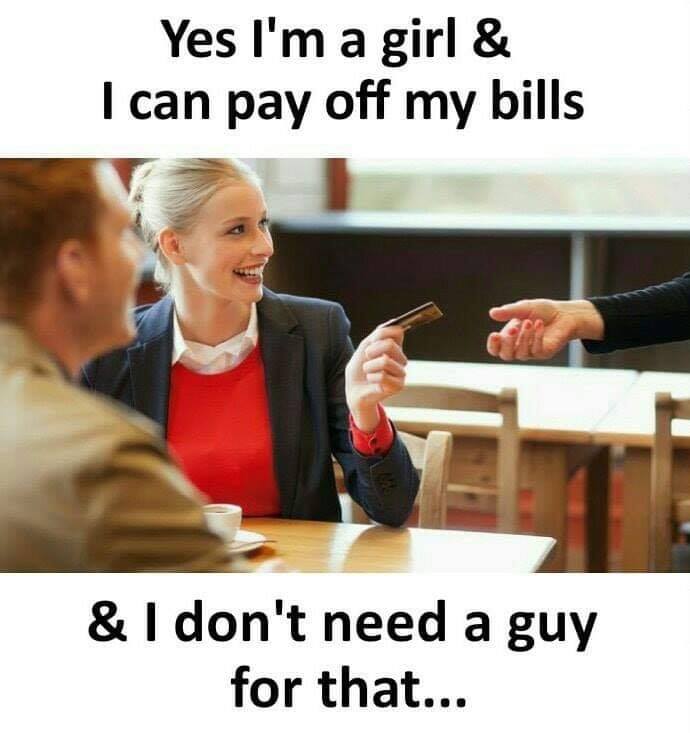 Yes I'm a girl &
I can pay off my bills
& I don't need a guy
for that...